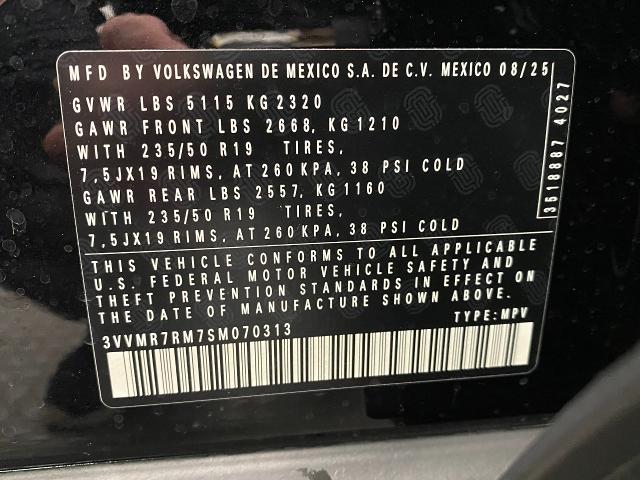 MFD BY VOLKSWAGEN DE MEXICO S.A. DE C.V. MEXICO 08/25
GVWR LBS 5115 KG 2320
GAWR FRONT LBS 2668, KG 1210
WITH 235/50 R19 TIRES,
7,5JX19 RIMS, AT 260 KPA, 38 PSI COLD
GAWR REAR LBS 2557, KG 1160
WITH 235/50 R19 TIRES,
7,5JX19 RIMS, AT 260 KPA, 38 PSI COLD
3618887 4027
THIS VEHICLE CONFORMS TO ALL APPLICABLE
U.S. FEDERAL MOTOR VEHICLE SAFETY AND
THEFT PREVENTION STANDARDS IN EFFECT ON
THE DATE OF MANUFACTURE SHOWN ABOVE.
TYPE: MPV
3VVMR7RM7SM070313